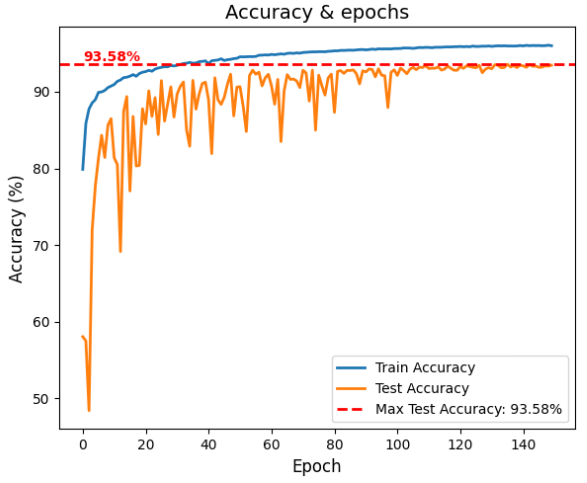 Accuracy & epochs
93.58%
90
80
70
60
50
Accuracy (%)
0 20 40 60 80 100 120 140
Epoch
Train Accuracy
Test Accuracy
Max Test Accuracy: 93.58%